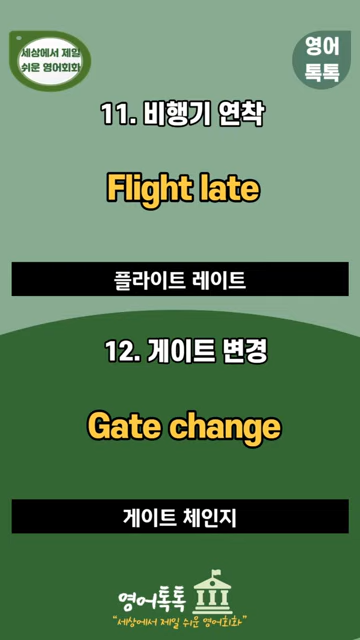 세상에서 제일
쉬운 영어회화
영어
톡톡
11. 비행기 연착
Flight late
플라이트 레이트
12. 게이트 변경
Gate change
게이트 체인지
영어톡톡
"세상에서 제일 쉬운 영어회화"